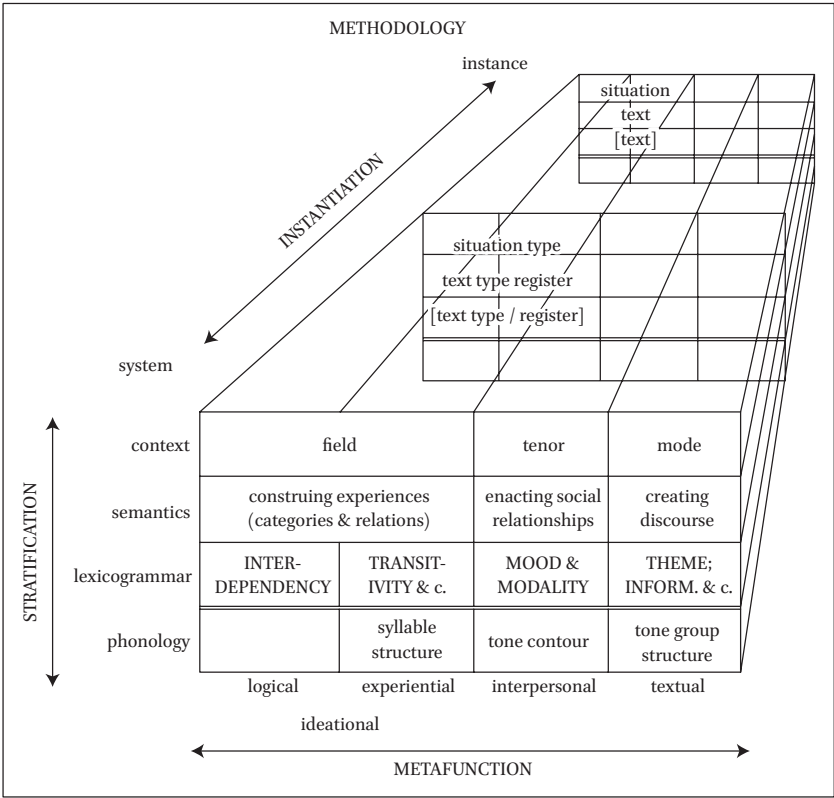 METHODOLOGY
instance
situation
text
[text]
INSTANTIATION
situation type
text type register
[text type / register]
system
STRATIFICATION
context
field
tenor
mode
semantics
construing experiences
(categories & relations)
enacting social
relationships
creating
discourse
lexicogrammar
INTER-
DEPENDENCY
TRANSIT-
IVITY & c.
MOOD &
MODALITY
THEME;
INFORM. & c.
phonology
syllable
structure
tone contour
tone group
structure
logical
experiential
interpersonal
textual
ideational
METAFUNCTION